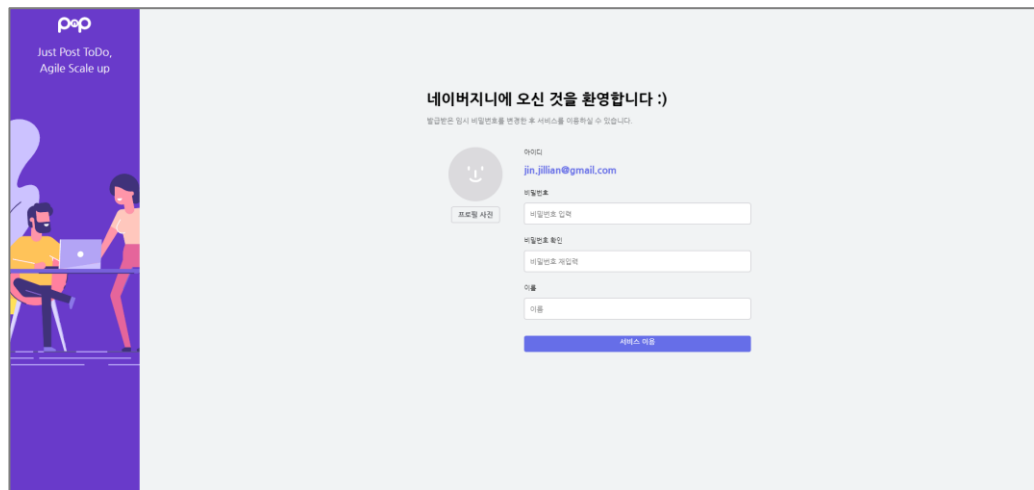 pop
Just Post ToDo,
Agile Scale up
네이버지니에 오신 것을 환영합니다 :)
발급받은 임시 비밀번호를 변경한 후 서비스를 이용하실 수 있습니다.
아이디
jin.jillian@gmail.com
비밀번호
프로필 사진
비밀번호 입력
비밀번호 확인
비밀번호 재입력
이름
이름
서비스 이용